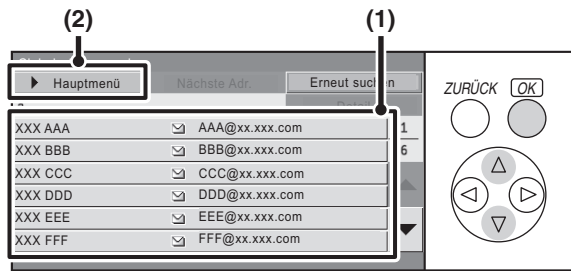 (2) (1)
Hauptmenü Nächste Adr. Erneut suchen
XXX AAA AAA@xx.xxx.com 1
XXX BBB BBB@xx.xxx.com 6
XXX CCC CCC@xx.xxx.com
XXX DDD DDD@xx.xxx.com
XXX EEE EEE@xx.xxx.com
XXX FFF FFF@xx.xxx.com
ZURÜCK OK